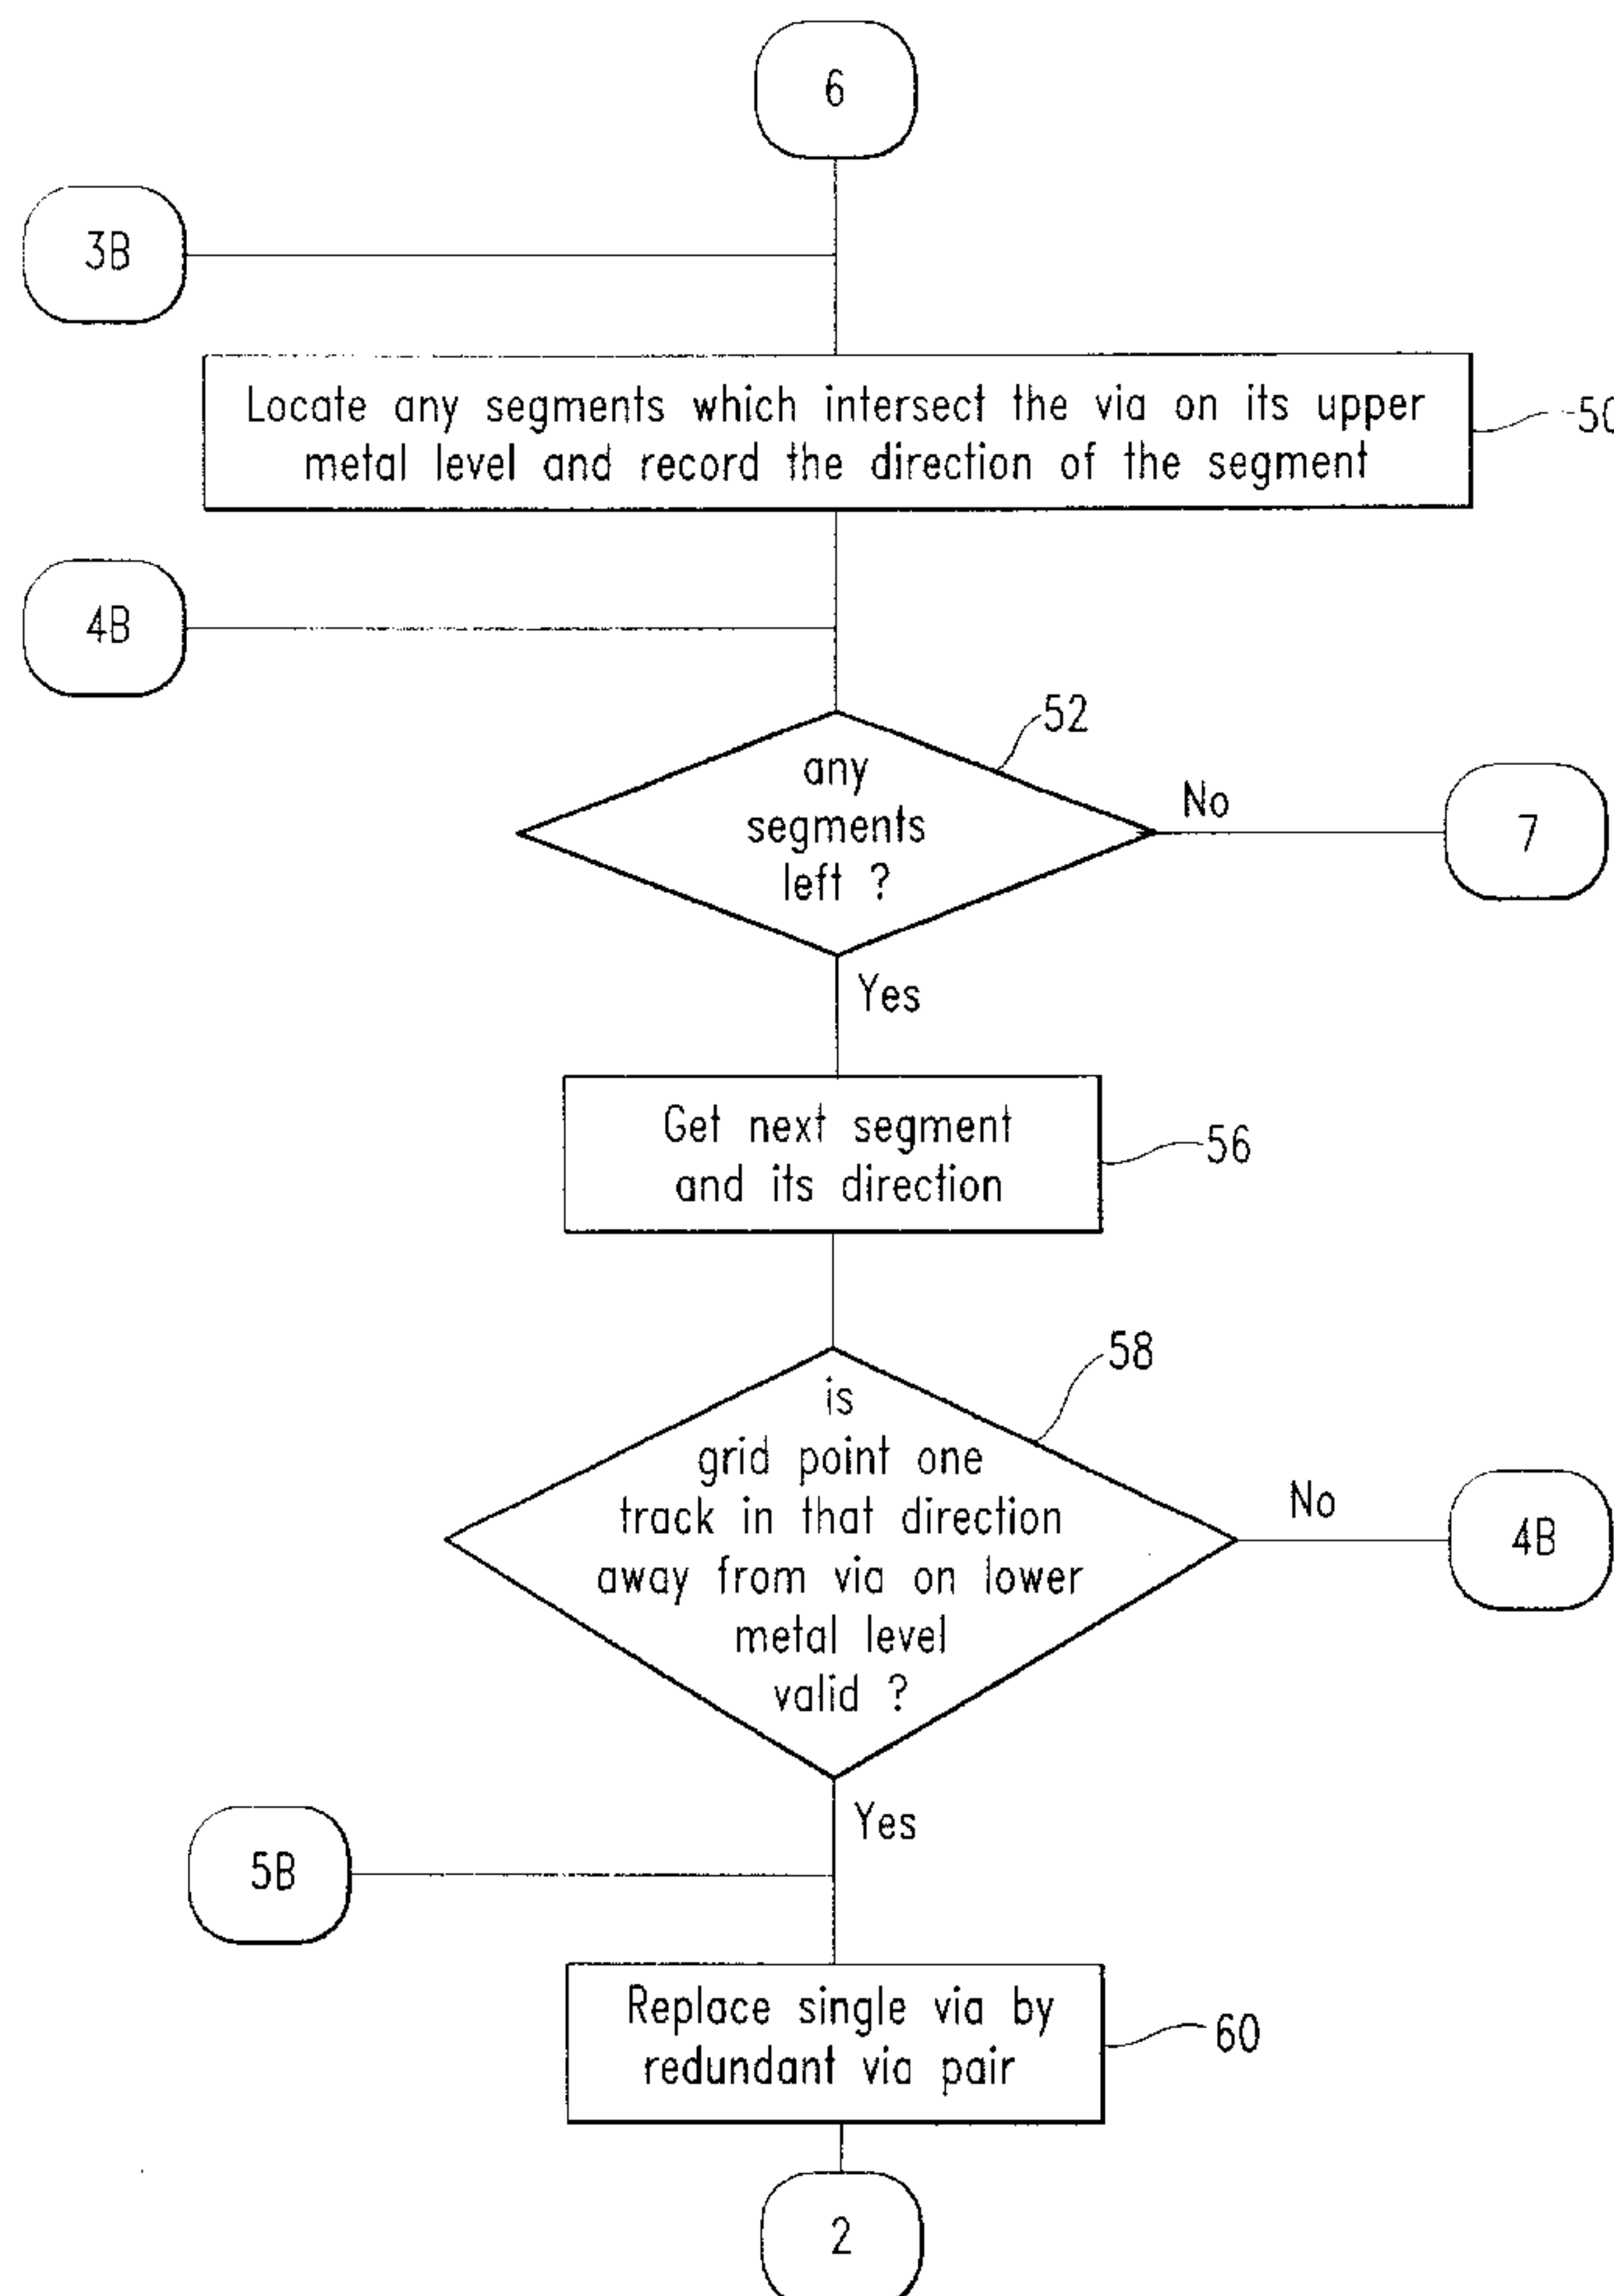 6
3B
Locate any segments which intersect the via on its upper
metal level and record the direction of the segment
50
4B
52
any
segments
left ?
No
7
Yes
Get next segment
and its direction
56
58
is
grid point one
track in that direction
away from via on lower
metal level
valid ?
No
4B
Yes
5B
Replace single via by
redundant via pair
60
2